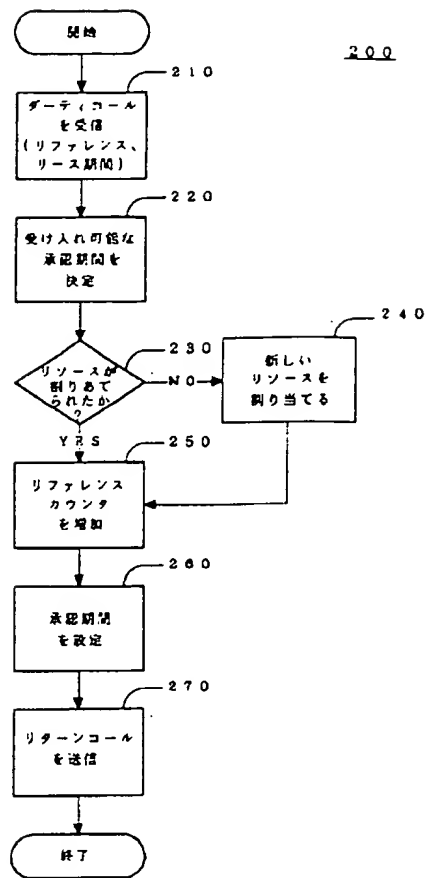 開始
200
210
ダーティコール
を受信
(リファレンス、
リース期間)
220
受け入れ可能な
承認期間を
決定
230
リソースが
割りあて
られたか
?
NO
240
新しい
リソースを
割り当てる
YES
250
リファレンス
カウンタ
を増加
260
承認期間
を設定
270
リターンコール
を送信
終了